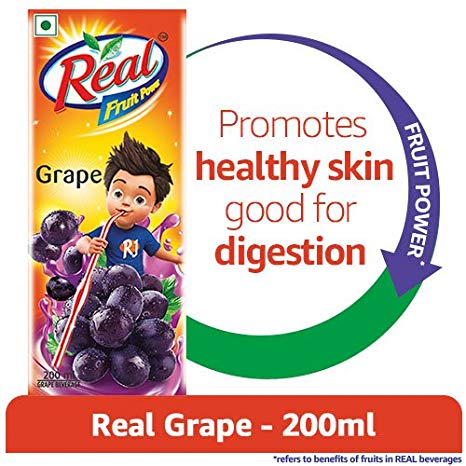 Real
Fruit Power
Grape
RJ
200 ml
GRAPE BEVERAGE
Promotes
healthy skin
good for
digestion
FRUIT POWER*
Real Grape - 200ml
*refers to benefits of fruits in REAL beverages